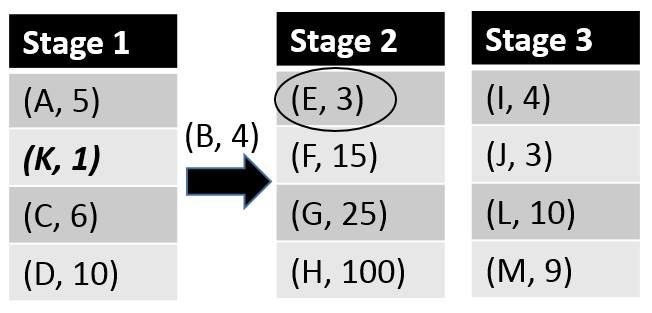 Stage 1
(A, 5)
(K, 1)
(C, 6)
(D, 10)
(B, 4)
Stage 2
(E, 3)
(F, 15)
(G, 25)
(H, 100)
Stage 3
(I, 4)
(J, 3)
(L, 10)
(M, 9)